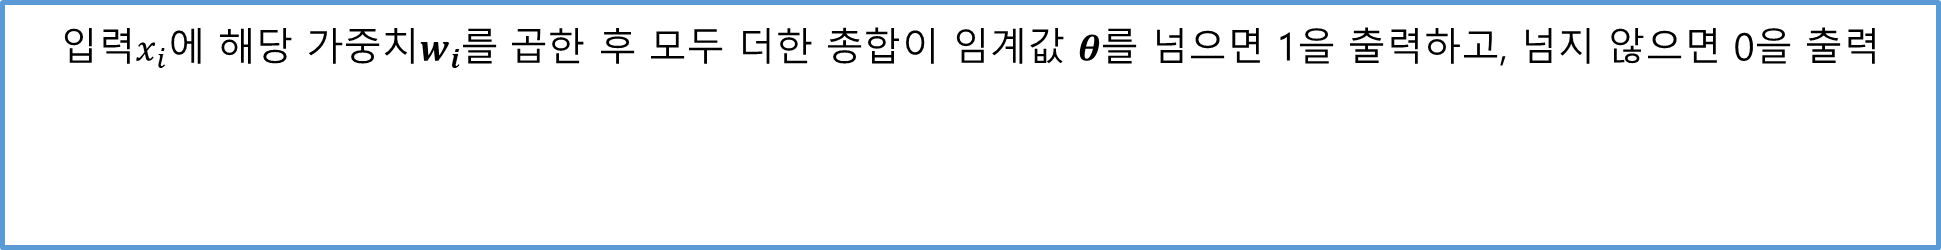 입력xᵢ에 해당 가중치wᵢ를 곱한 후 모두 더한 총합이 임계값 θ를 넘으면 1을 출력하고, 넘지 않으면 0을 출력